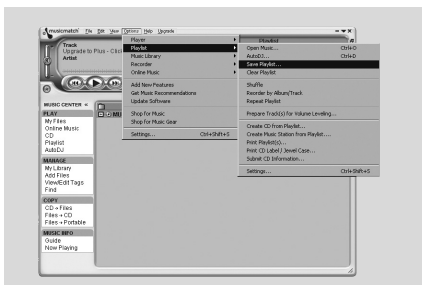 musicmatch File Edit View Options Help Upgrade
Track
Upgrade to Plus - Clic
Artist
Player
Playlist
Music Library
Recorder
Online Music
Add New Features
Get Music Recommendations
Update Software
Shop for Music
Shop for Music Gear
Settings... Ctrl+Shift+S
Playlist
Open Music... Ctrl+O
AutoDJ... Ctrl+D
Save Playlist...
Clear Playlist
Shuffle
Reorder by Album/Track
Repeat Playlist
Prepare Track(s) for Volume Leveling...
Create CD from Playlist...
Create Music Station from Playlist....
Print Playlist(s)...
Print CD Label / Jewel Case...
Submit CD Information...
Settings... Ctrl+Shift+S
MUSIC CENTER «
PLAY
My Files
Online Music
CD
Playlist
AutoDJ
MANAGE
My Library
Add Files
View/Edit Tags
Find
COPY
CD → Files
Files → CD
Files → Portable
MUSIC INFO
Guide
Now Playing
MU